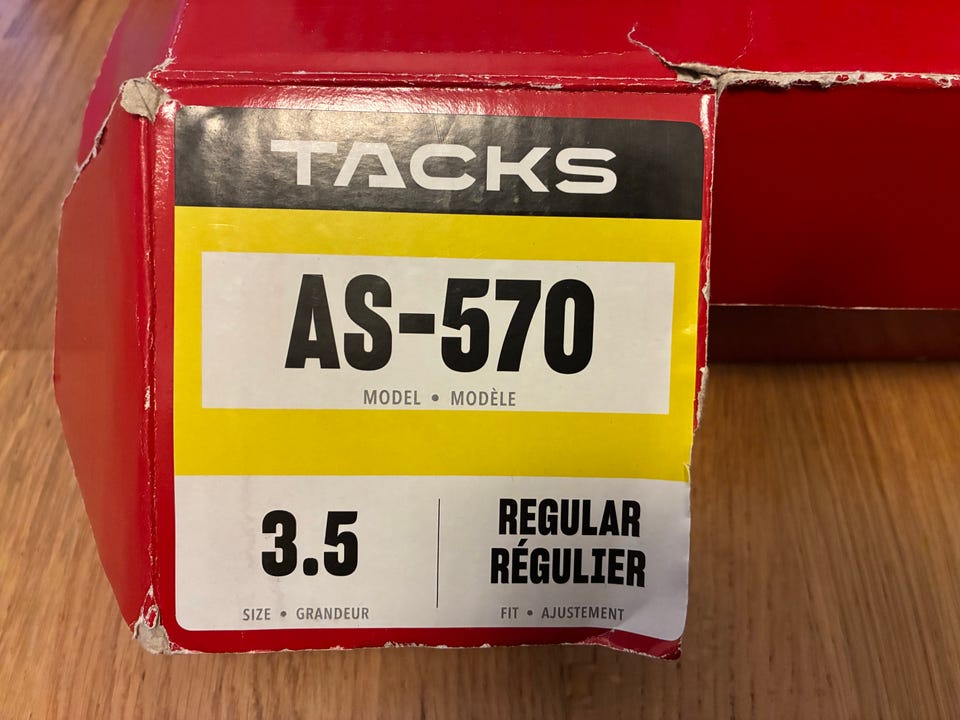 TACKS
AS-570
MODEL • MODÈLE
3.5
SIZE • GRANDEUR
REGULAR
RÉGULIER
FIT • AJUSTEMENT